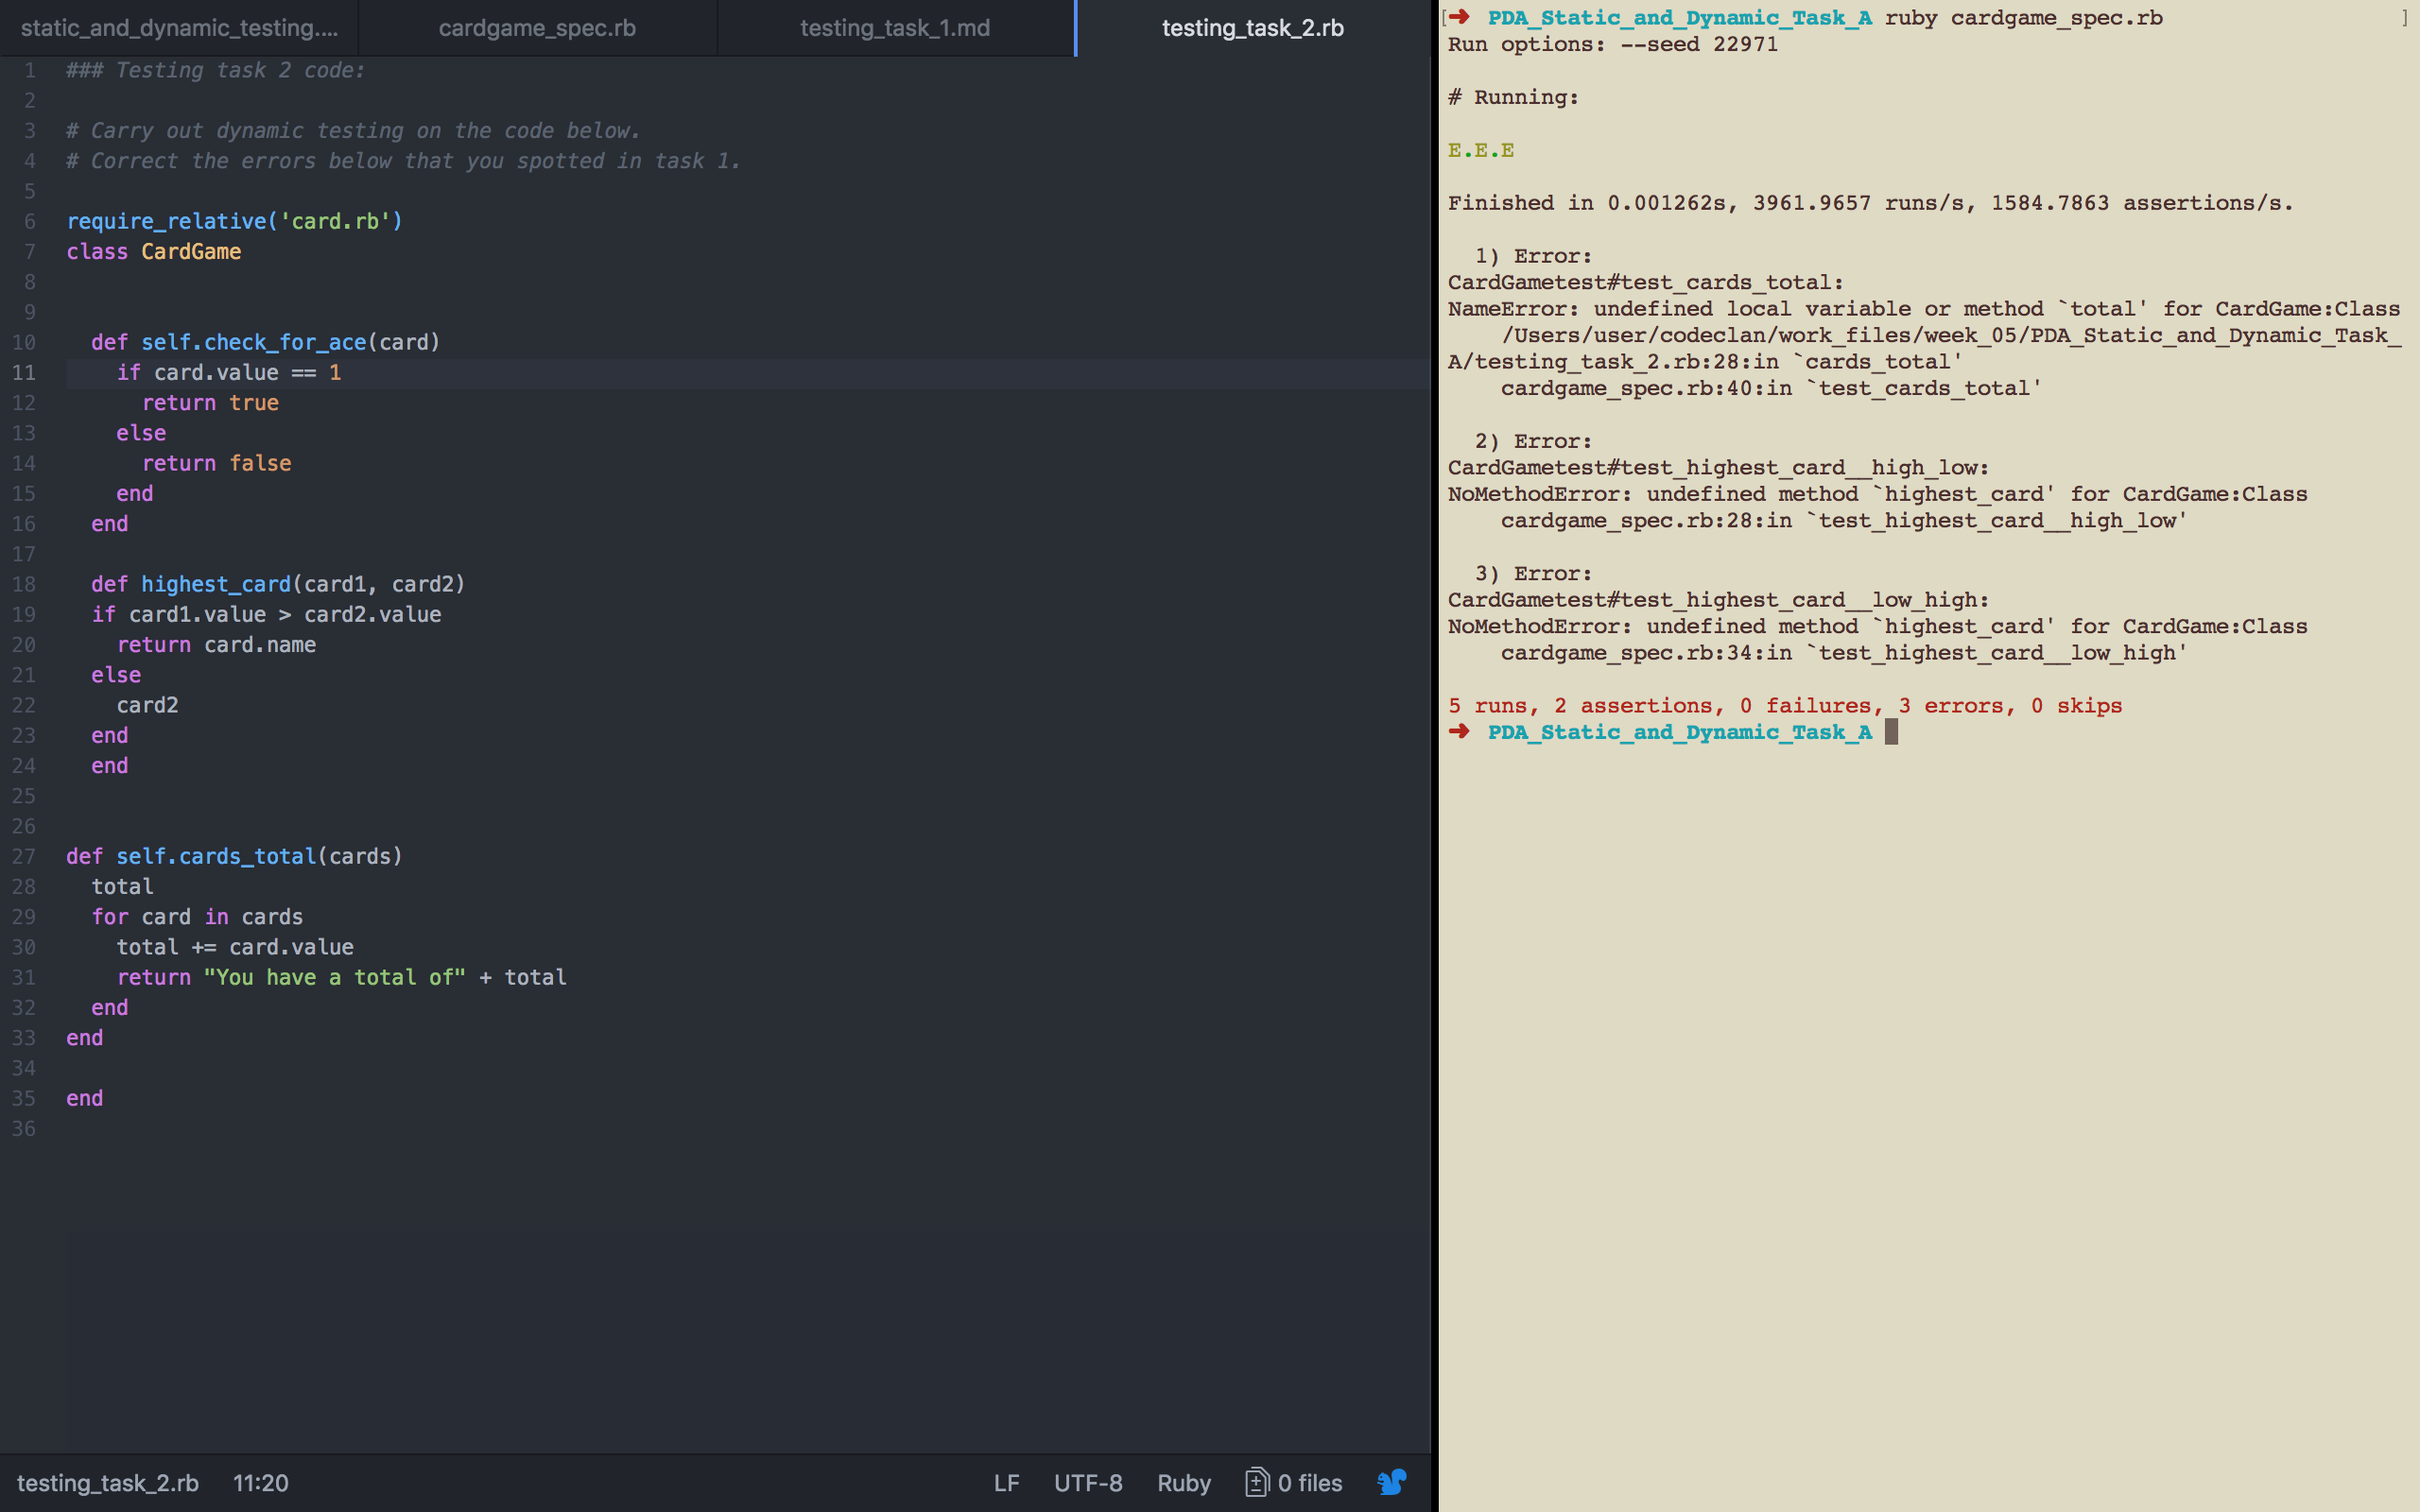 static_and_dynamic_testing....
cardgame_spec.rb
testing_task_1.md
testing_task_2.rb
1 ### Testing task 2 code:
2
3 # Carry out dynamic testing on the code below.
4 # Correct the errors below that you spotted in task 1.
5
6 require_relative('card.rb')
7 class CardGame
8
9
10 def self.check_for_ace(card)
11 if card.value == 1
12 return true
13 else
14 return false
15 end
16 end
17
18 def highest_card(card1, card2)
19 if card1.value > card2.value
20 return card.name
21 else
22 card2
23 end
24 end
25
26
27 def self.cards_total(cards)
28 total
29 for card in cards
30 total += card.value
31 return "You have a total of" + total
32 end
33 end
34
35 end
36
testing_task_2.rb 11:20 LF UTF-8 Ruby 0 files
[➜ PDA_Static_and_Dynamic_Task_A ruby cardgame_spec.rb ]
Run options: --seed 22971
# Running:
E.E.E
Finished in 0.001262s, 3961.9657 runs/s, 1584.7863 assertions/s.
1) Error:
CardGametest#test_cards_total:
NameError: undefined local variable or method `total' for CardGame:Class
/Users/user/codeclan/work_files/week_05/PDA_Static_and_Dynamic_Task_
A/testing_task_2.rb:28:in `cards_total'
cardgame_spec.rb:40:in `test_cards_total'
2) Error:
CardGametest#test_highest_card__high_low:
NoMethodError: undefined method `highest_card' for CardGame:Class
cardgame_spec.rb:28:in `test_highest_card__high_low'
3) Error:
CardGametest#test_highest_card__low_high:
NoMethodError: undefined method `highest_card' for CardGame:Class
cardgame_spec.rb:34:in `test_highest_card__low_high'
5 runs, 2 assertions, 0 failures, 3 errors, 0 skips
➜ PDA_Static_and_Dynamic_Task_A